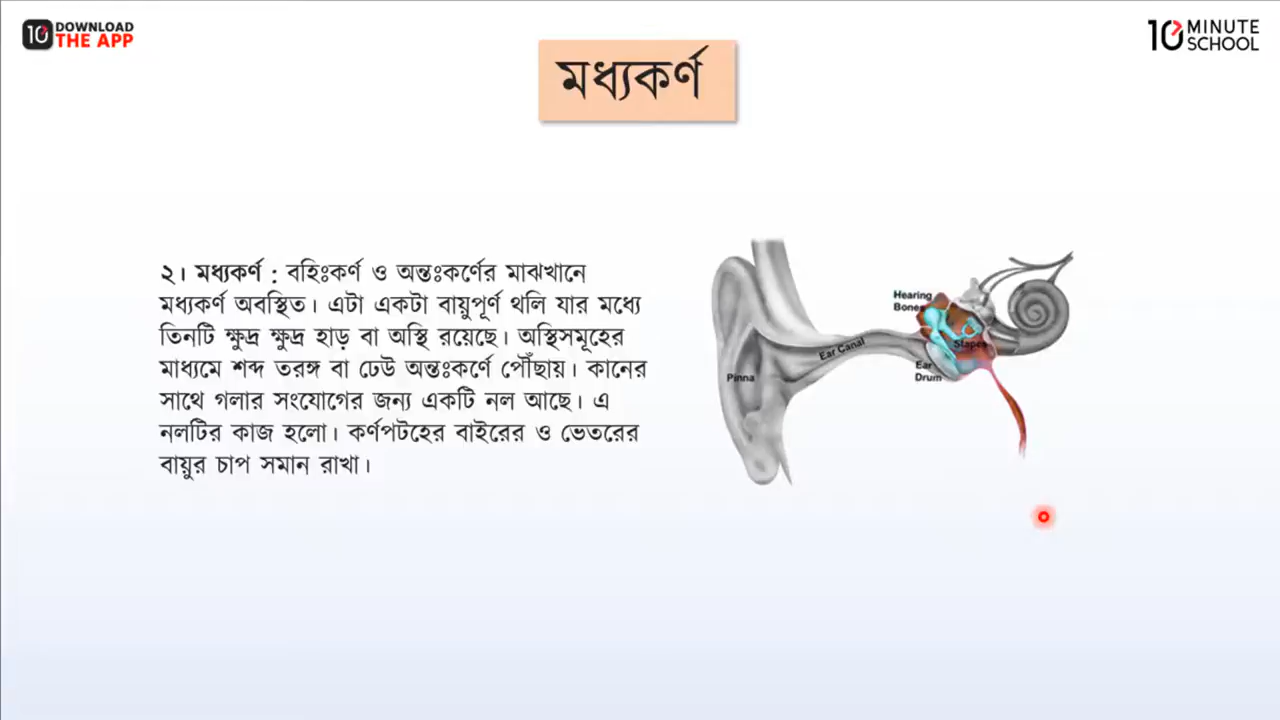 10 DOWNLOAD
THE APP
10 MINUTE
SCHOOL
মধ্যকর্ণ
২। মধ্যকর্ণ : বহিঃকর্ণ ও অন্তঃকর্ণের মাঝখানে
মধ্যকর্ণ অবস্থিত। এটা একটা বায়ুপূর্ণ থলি যার মধ্যে
তিনটি ক্ষুদ্র ক্ষুদ্র হাড় বা অস্থি রয়েছে। অস্থিসমূহের
মাধ্যমে শব্দ তরঙ্গ বা ঢেউ অন্তঃকর্ণে পৌঁছায়। কানের
সাথে গলার সংযোগের জন্য একটি নল আছে। এ
নলটির কাজ হলো। কর্ণপটহের বাইরের ও ভেতরের
বায়ুর চাপ সমান রাখা।
Hearing
Bones
Stapes
Ear Canal
Ear
Drum
Pinna